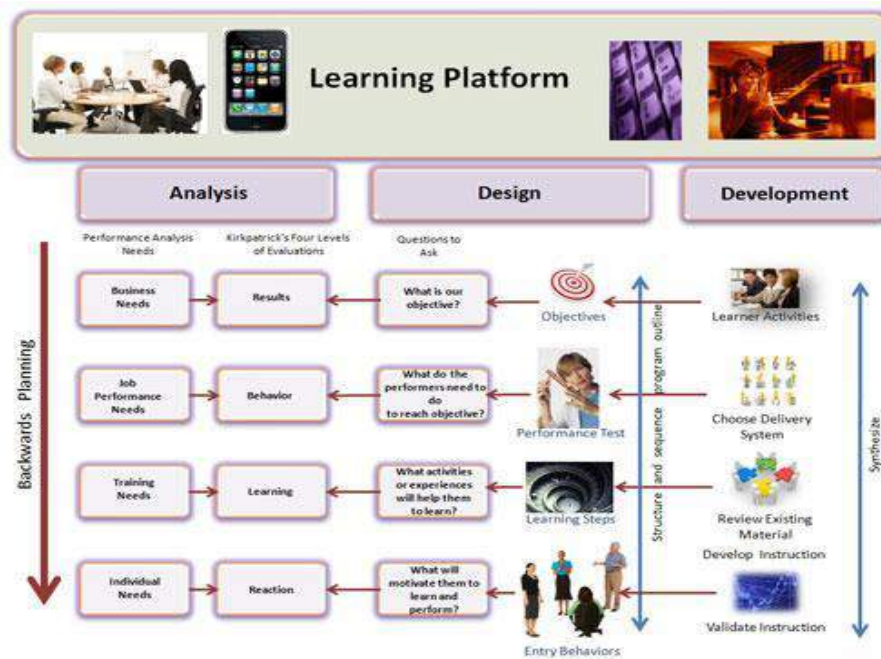 Learning Platform
Analysis
Design
Development
Performance Analysis
Needs
Kirkpatrick's Four Levels
of Evaluations
Questions to
Ask
Backwards Planning
Business
Needs
Results
What is our
objective?
Objectives
Learner Activities
Job
Performance
Needs
Behavior
What do the
performers need to
do
to reach objective?
Performance Test
Choose Delivery
System
Training
Needs
Learning
What activities
or experiences
will help them
to learn?
Learning Steps
Review Existing
Material
Develop Instruction
Individual
Needs
Reaction
What will
motivate them to
learn and
perform?
Entry Behaviors
Validate Instruction
Structure and sequence program outline
Synthesize